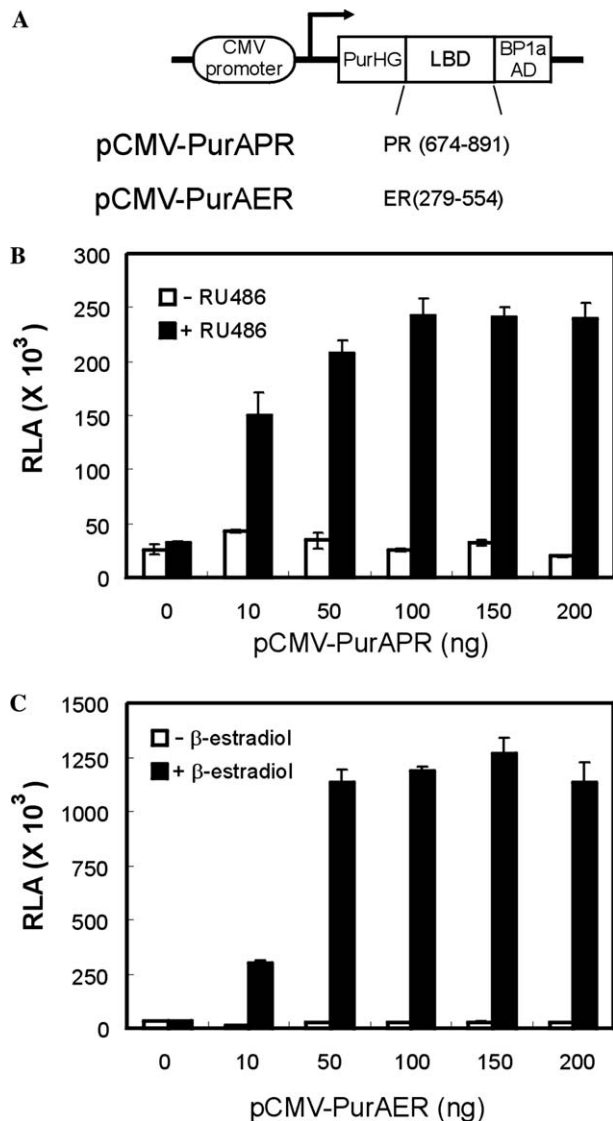 A
CMV
promoter
PurHG
LBD
BP1a
AD
pCMV-PurAPR PR (674-891)
pCMV-PurAER ER(279-554)
B
300
250
200
150
100
50
0
RLA (X 10³)
- RU486
+ RU486
0 10 50 100 150 200
pCMV-PurAPR (ng)
C
1500
1250
1000
750
500
250
0
RLA (X 10³)
- β-estradiol
+ β-estradiol
0 10 50 100 150 200
pCMV-PurAER (ng)